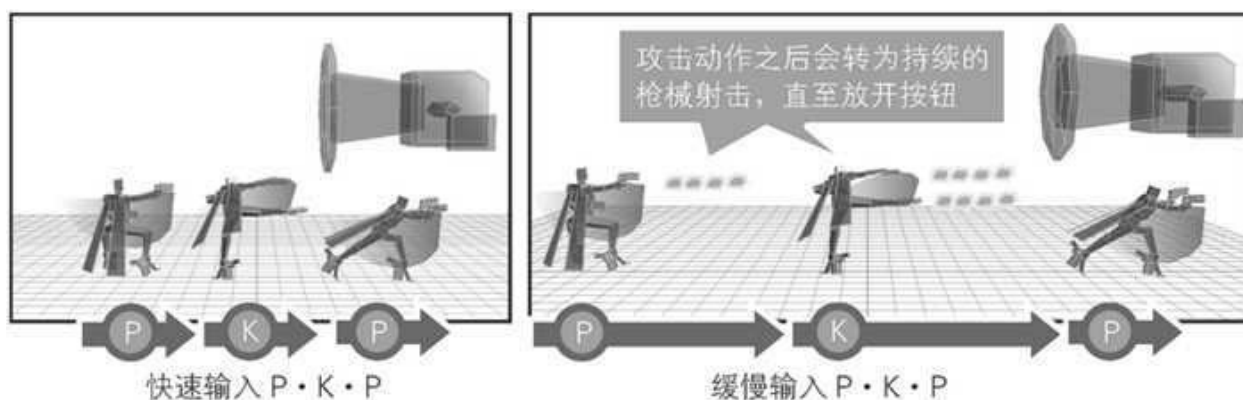 攻击动作之后会转为持续的
枪械射击，直至放开按钮
P K P
P K P
快速输入 P・K・P
缓慢输入 P・K・P